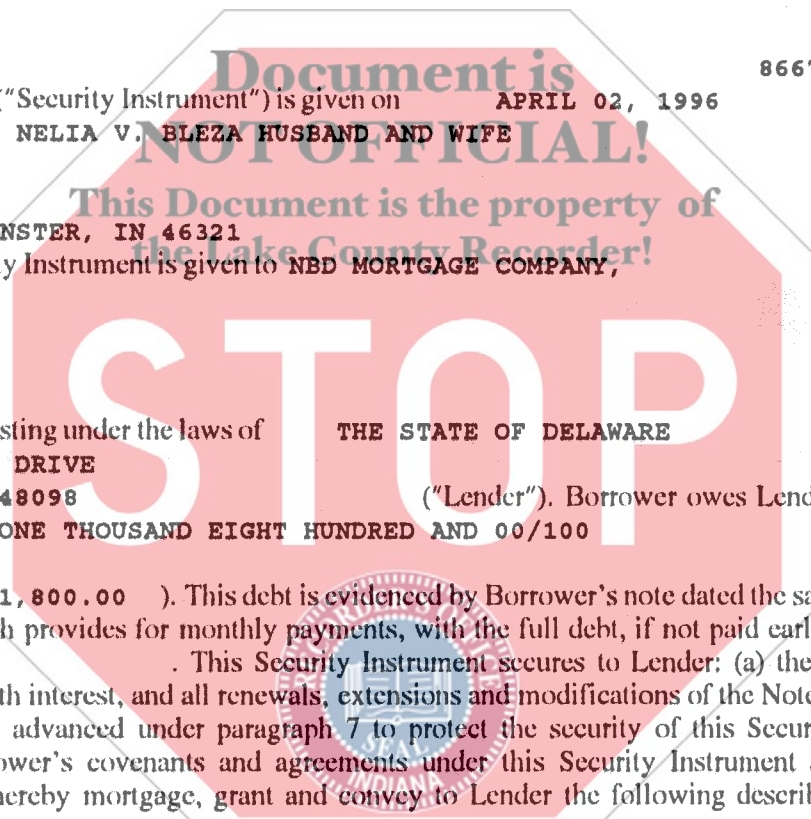 Document is
8667
("Security Instrument") is given on APRIL 02, 1996
NELIA V. BLEZA HUSBAND AND WIFE
NOT OFFICIAL!
This Document is the property of
NSTER, IN 46321
the Lake County Recorder!
y Instrument is given to NBD MORTGAGE COMPANY,
STOP
sting under the laws of THE STATE OF DELAWARE
DRIVE
48098 ("Lender"). Borrower owes Lend
ONE THOUSAND EIGHT HUNDRED AND 00/100
1,800.00 ). This debt is evidenced by Borrower's note dated the sa
h provides for monthly payments, with the full debt, if not paid earl
. This Security Instrument secures to Lender: (a) the
th interest, and all renewals, extensions and modifications of the Note
advanced under paragraph 7 to protect the security of this Secur
ower's covenants and agreements under this Security Instrument
hereby mortgage, grant and convey to Lender the following describ
SEAL
INDIANA